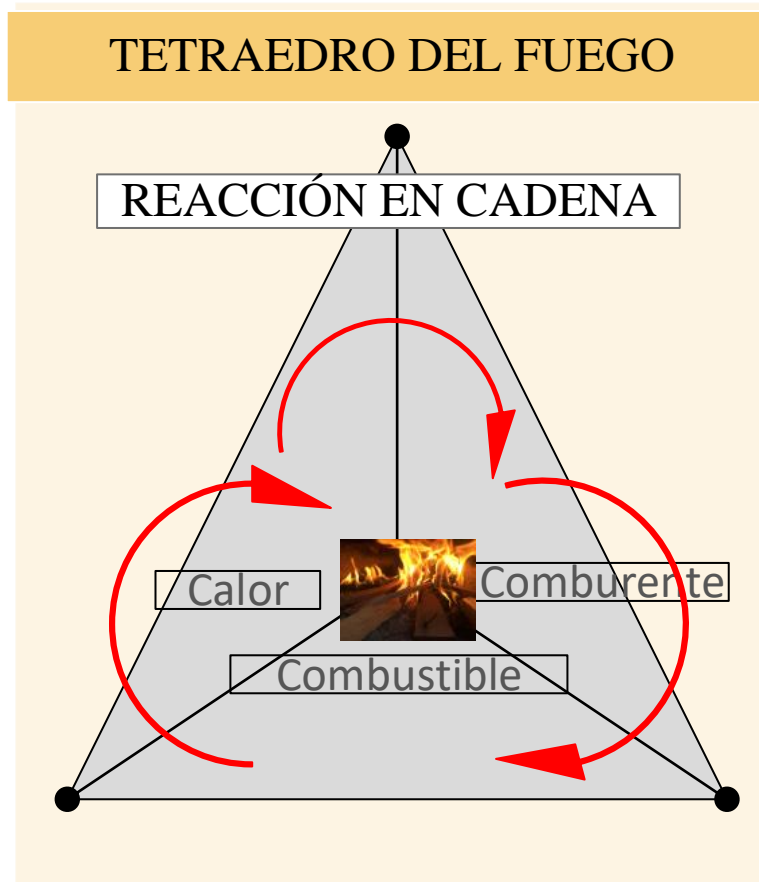 TETRAEDRO DEL FUEGO
REACCIÓN EN CADENA
Calor
Comburente
Combustible